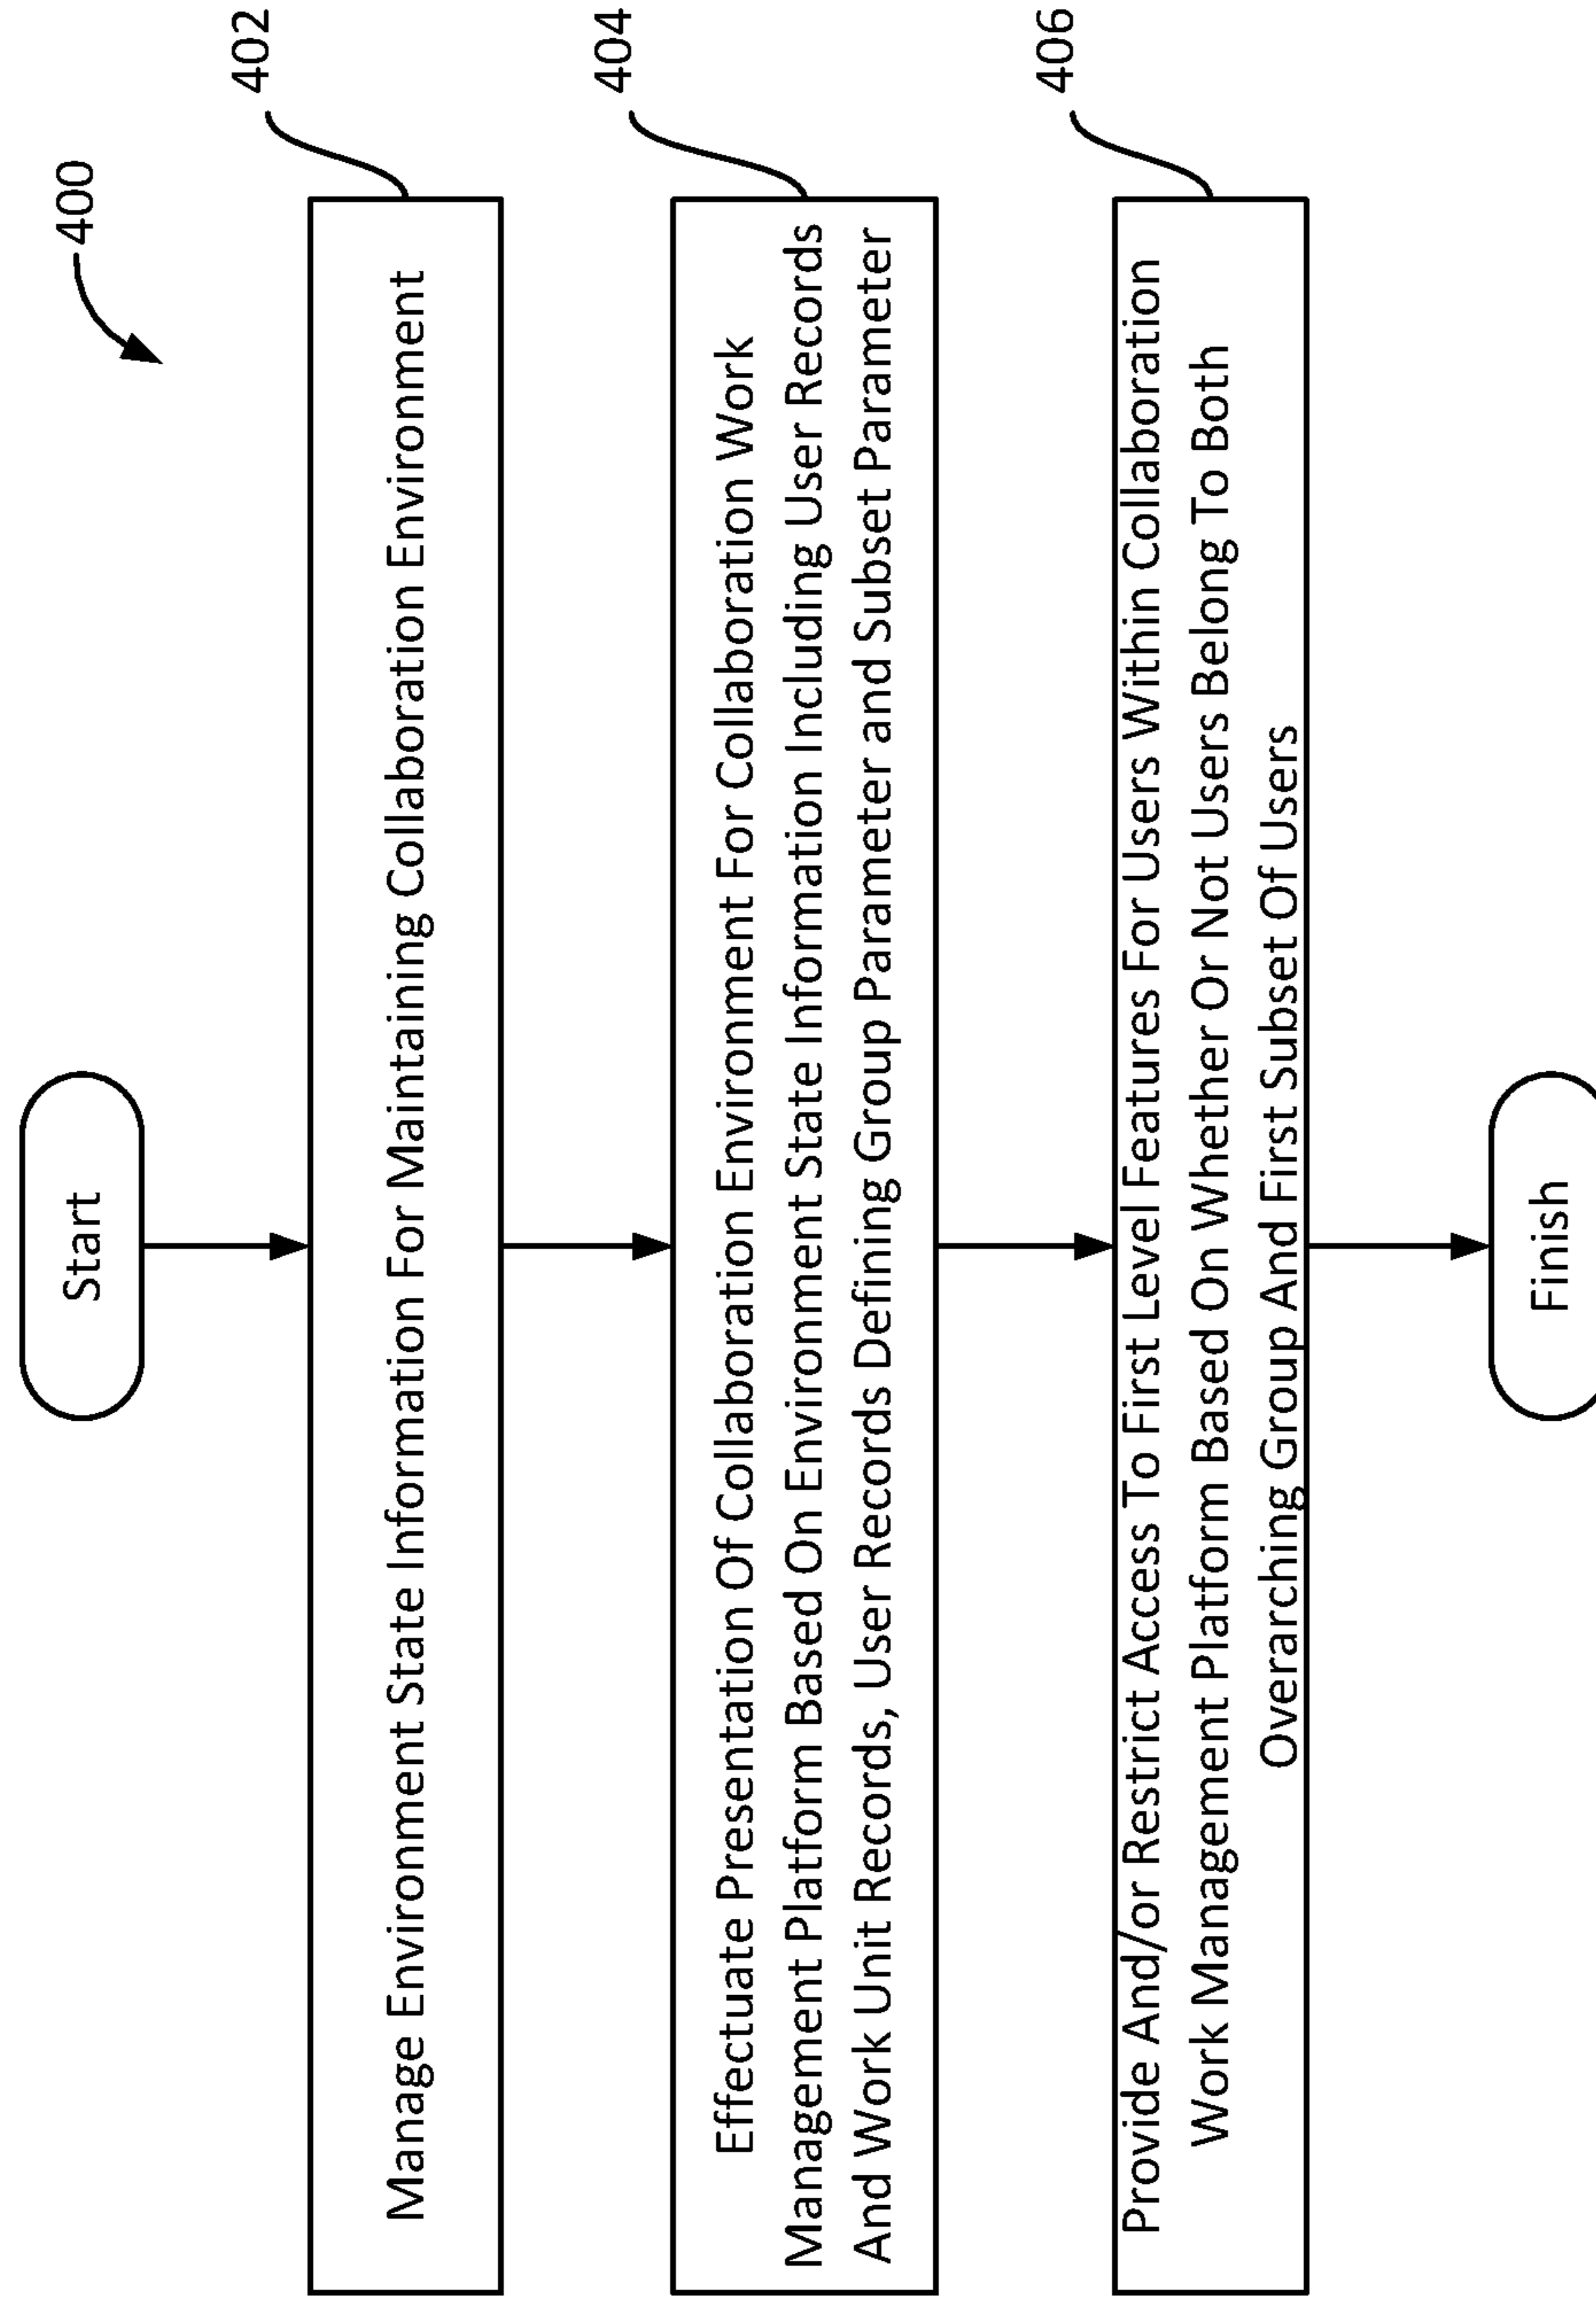 400
Start
402
Manage Environment State Information For Maintaining Collaboration Environment
404
Effectuate Presentation Of Collaboration Environment For Collaboration Work
Management Platform Based On Environment State Information Including User Records
And Work Unit Records, User Records Defining Group Parameter and Subset Parameter
406
Provide And/or Restrict Access To First Level Features For Users Within Collaboration
Work Management Platform Based On Whether Or Not Users Belong To Both
Overarching Group And First Subset Of Users
Finish